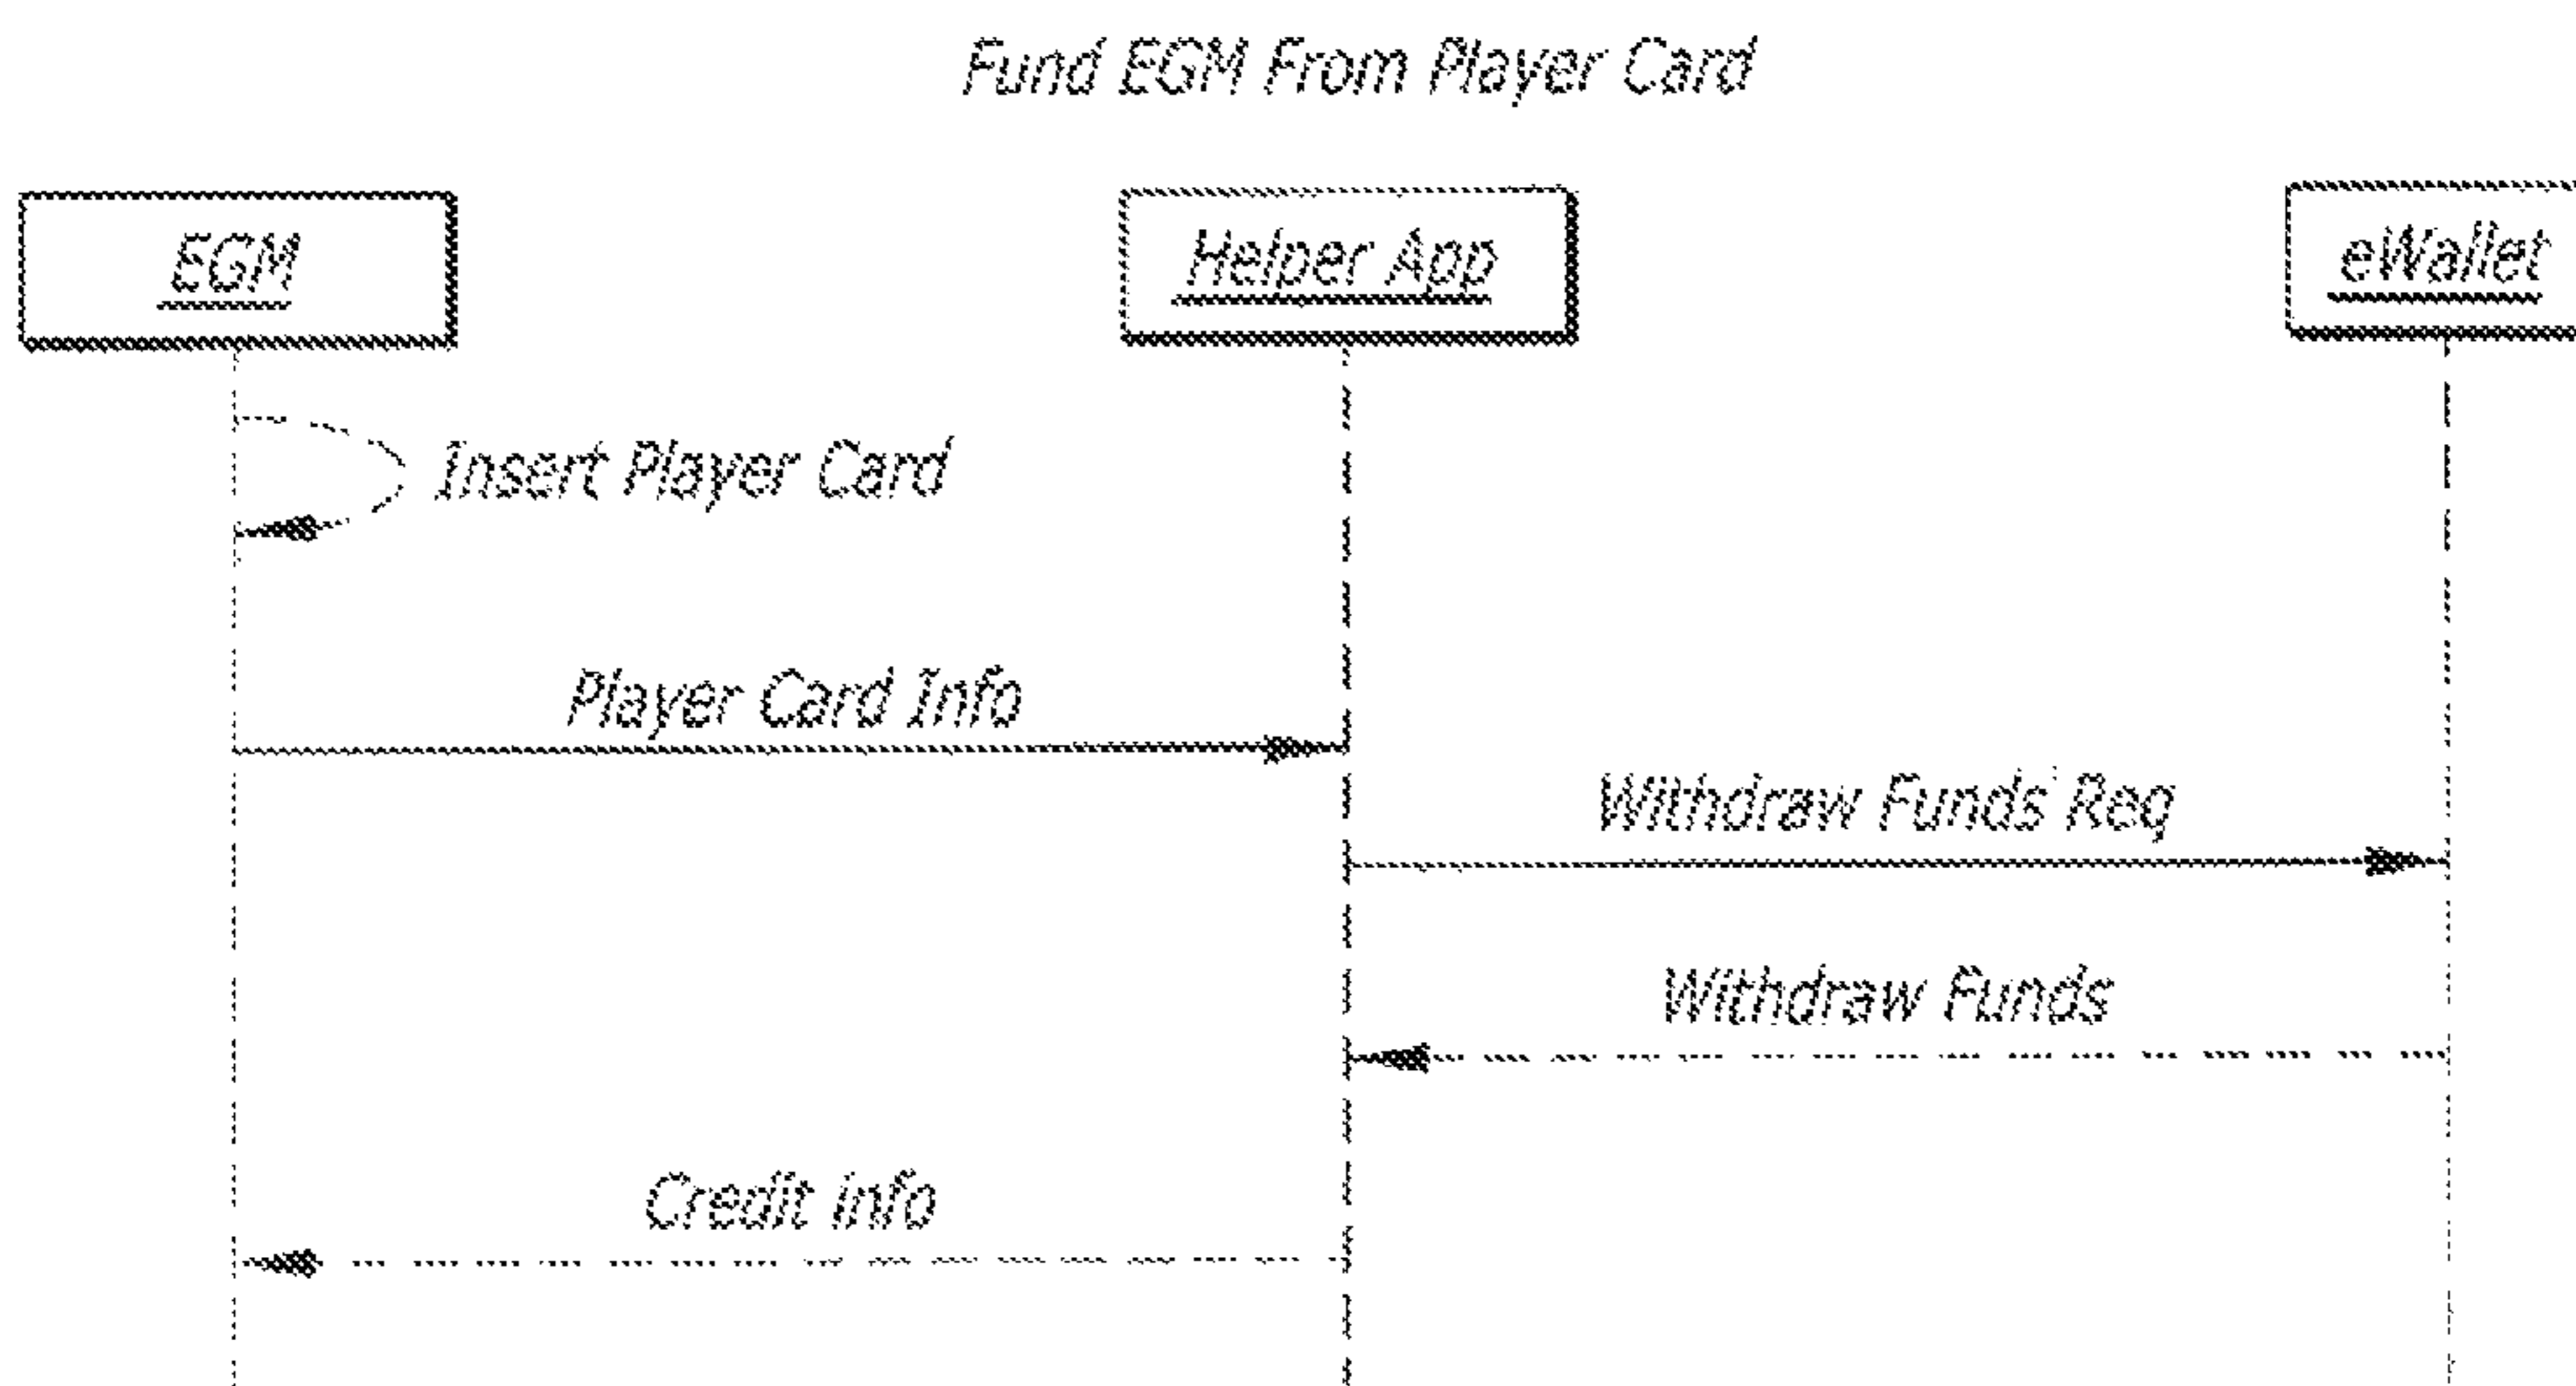 Fund EGM From Player Card
EGM
Helper App
eWallet
Insert Player Card
Player Card Info
Withdraw Funds Req
Withdraw Funds
Credit info